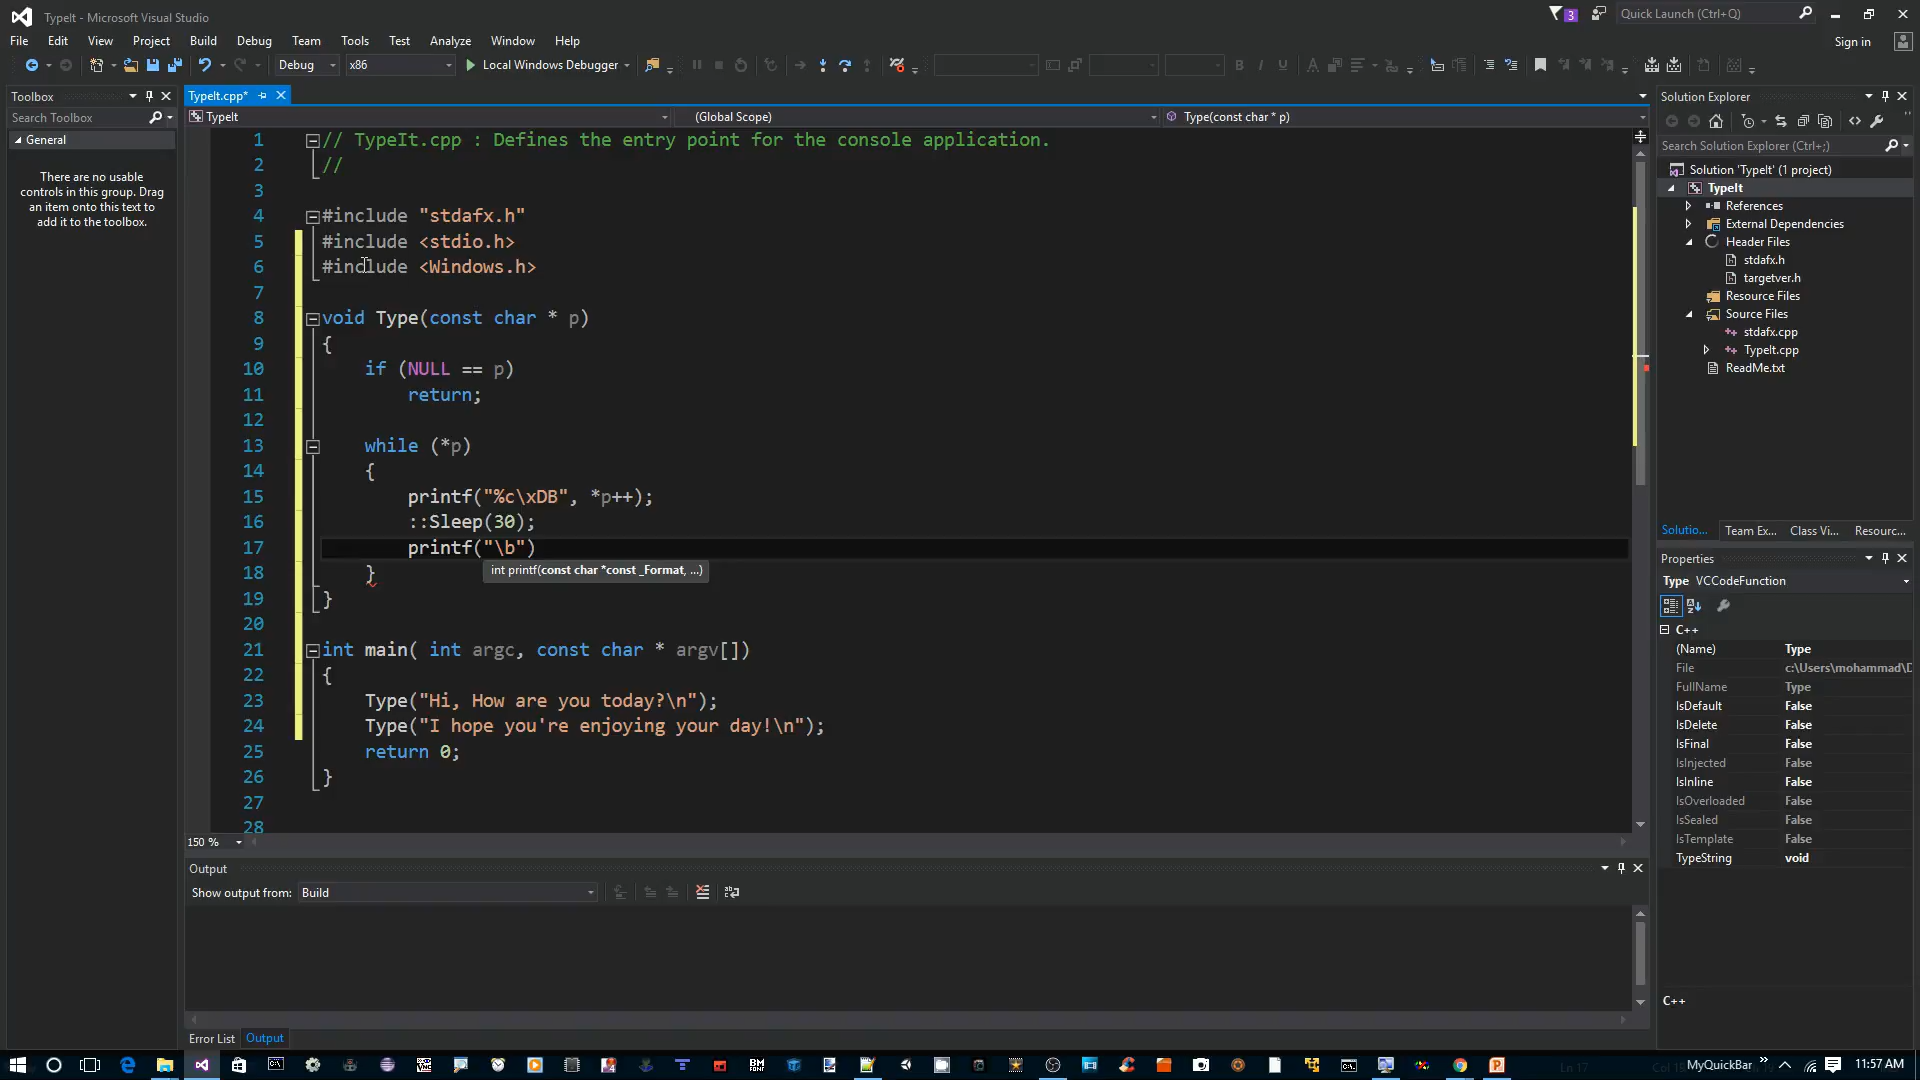 TypeIt - Microsoft Visual Studio
3
Quick Launch (Ctrl+Q)
File Edit View Project Build Debug Team Tools Test Analyze Window Help
Sign in
Debug x86 Local Windows Debugger
Toolbox
Search Toolbox
General
There are no usable
controls in this group. Drag
an item onto this text to
add it to the toolbox.
TypeIt.cpp*
TypeIt (Global Scope) Type(const char * p)
1 // TypeIt.cpp : Defines the entry point for the console application.
2 //
3
4 #include "stdafx.h"
5 #include <stdio.h>
6 #include <Windows.h>
7
8 void Type(const char * p)
9 {
10 if (NULL == p)
11 return;
12
13 while (*p)
14 {
15 printf("%c\xDB", *p++);
16 ::Sleep(30);
17 printf("\b")
int printf(const char *const _Format, ...)
18 }
19 }
20
21 int main( int argc, const char * argv[])
22 {
23 Type("Hi, How are you today?\n");
24 Type("I hope you're enjoying your day!\n");
25 return 0;
26 }
27
28
150 %
Output
Show output from: Build
Error List Output
Solution Explorer
Search Solution Explorer (Ctrl+;)
Solution 'TypeIt' (1 project)
TypeIt
References
External Dependencies
Header Files
stdafx.h
targetver.h
Resource Files
Source Files
stdafx.cpp
TypeIt.cpp
ReadMe.txt
Solutio... Team Ex... Class Vi... Resourc...
Properties
Type VCCodeFunction
C++
(Name) Type
File c:\Users\mohammad\D
FullName Type
IsDefault False
IsDelete False
IsFinal False
IsInjected False
IsInline False
IsOverloaded False
IsSealed False
IsTemplate False
TypeString void
C++
MyQuickBar
11:57 AM